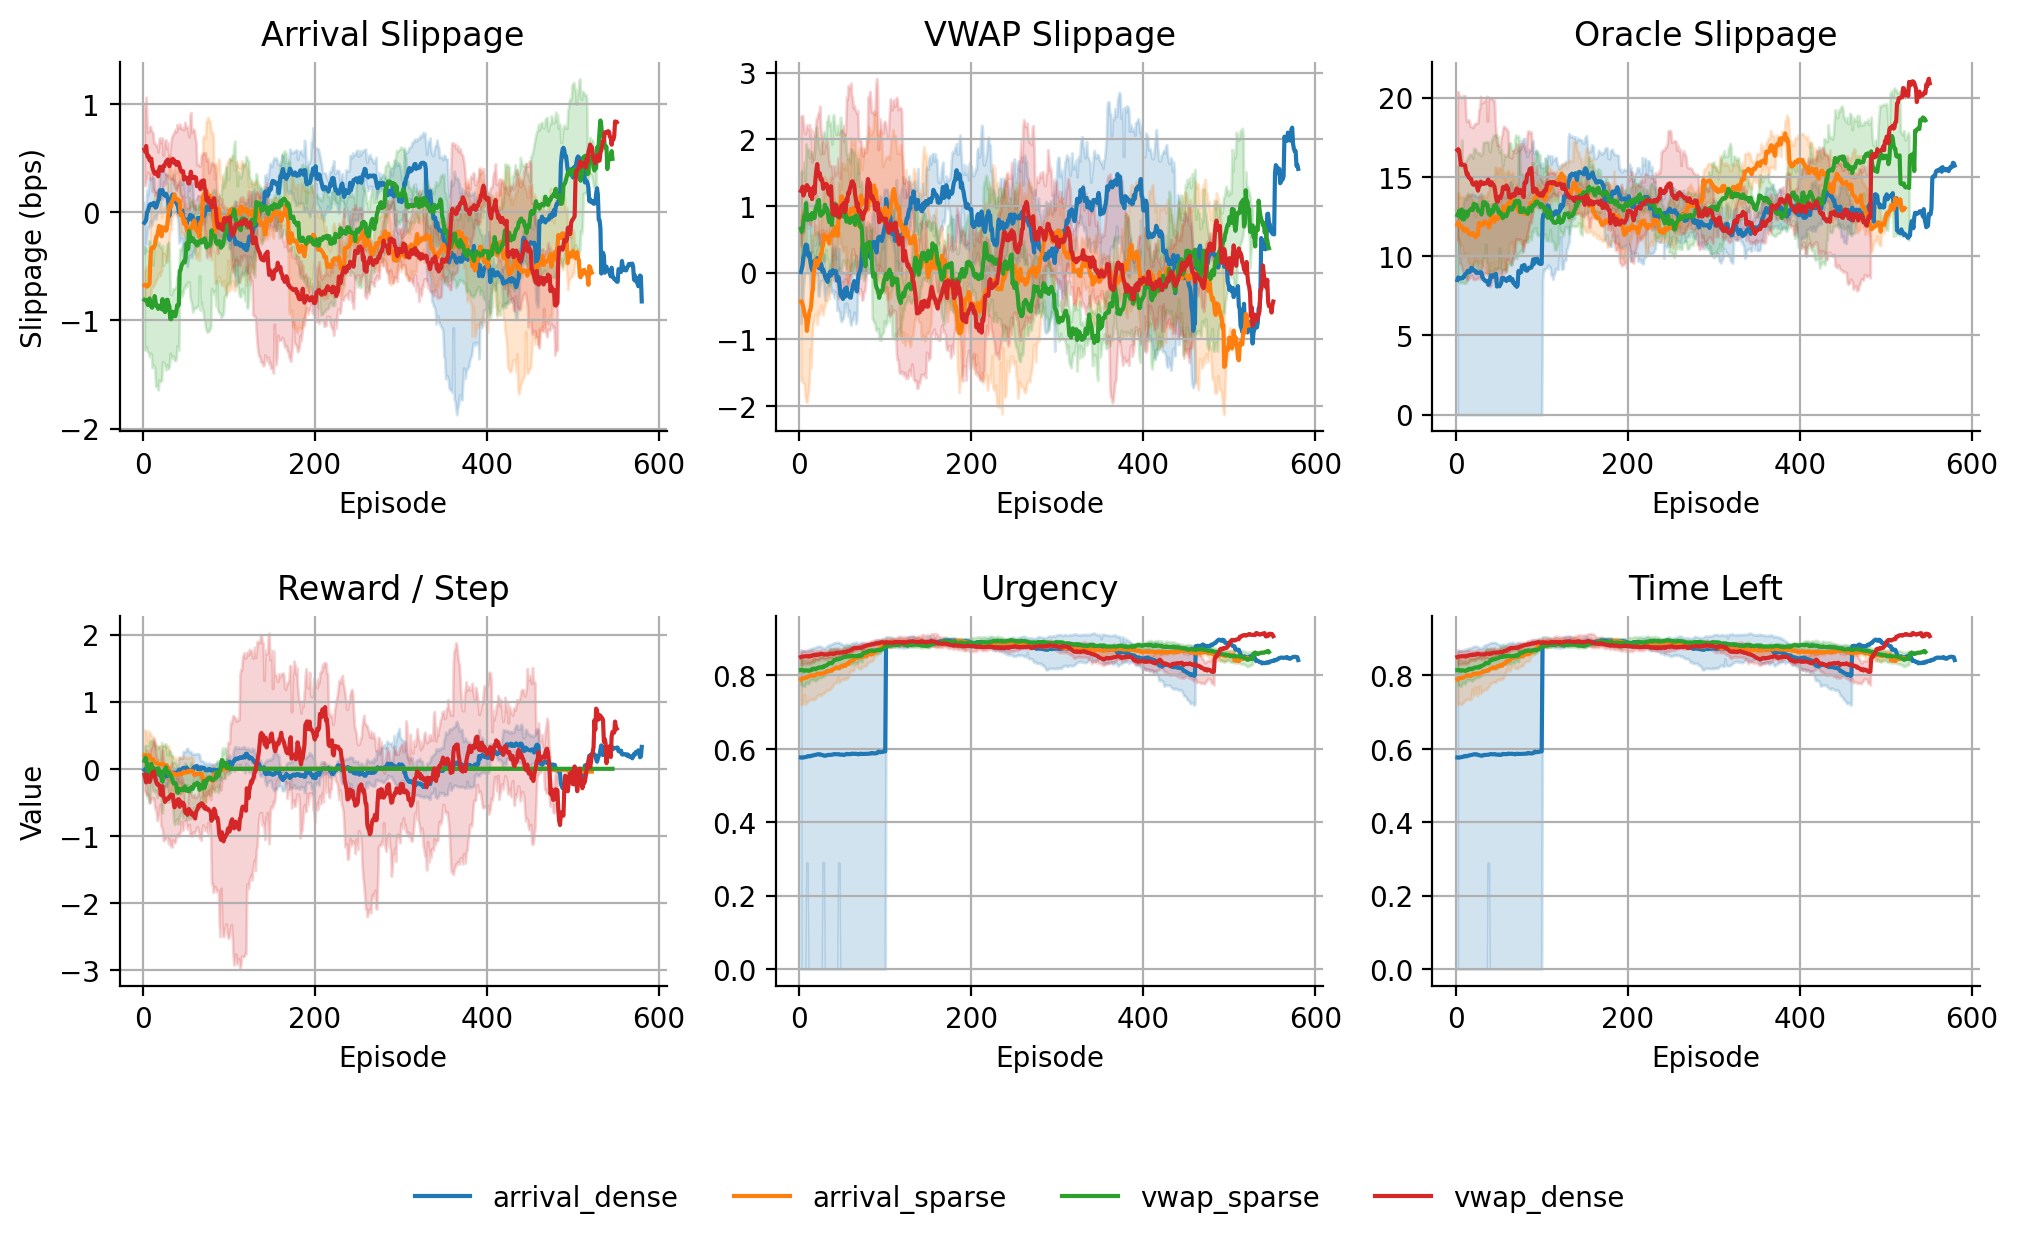 Arrival Slippage
VWAP Slippage
Oracle Slippage
Slippage (bps)
1
0
−1
−2
0 200 400 600
Episode
3
2
1
0
−1
−2
0 200 400 600
Episode
20
15
10
5
0
0 200 400 600
Episode
Reward / Step
Urgency
Time Left
Value
2
1
0
−1
−2
−3
0 200 400 600
Episode
0.8
0.6
0.4
0.2
0.0
0 200 400 600
Episode
0.8
0.6
0.4
0.2
0.0
0 200 400 600
Episode
arrival_dense arrival_sparse vwap_sparse vwap_dense